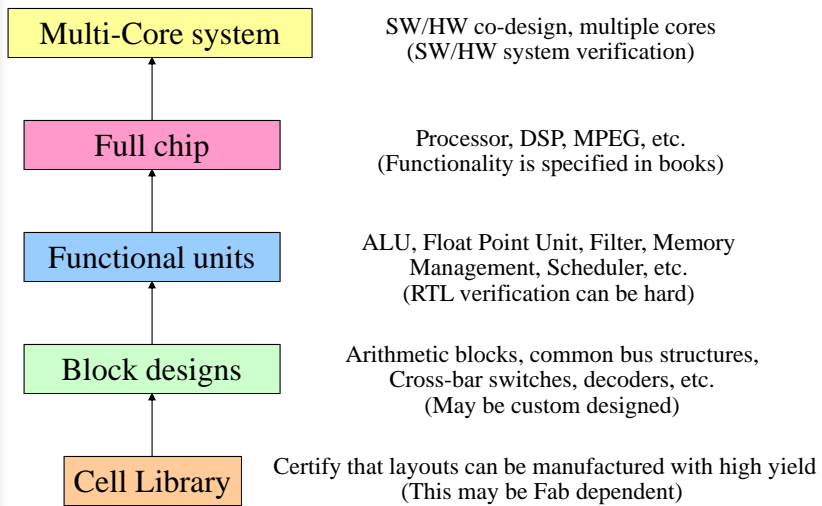 Multi-Core system
SW/HW co-design, multiple cores
(SW/HW system verification)
Full chip
Processor, DSP, MPEG, etc.
(Functionality is specified in books)
Functional units
ALU, Float Point Unit, Filter, Memory
Management, Scheduler, etc.
(RTL verification can be hard)
Block designs
Arithmetic blocks, common bus structures,
Cross-bar switches, decoders, etc.
(May be custom designed)
Cell Library
Certify that layouts can be manufactured with high yield
(This may be Fab dependent)